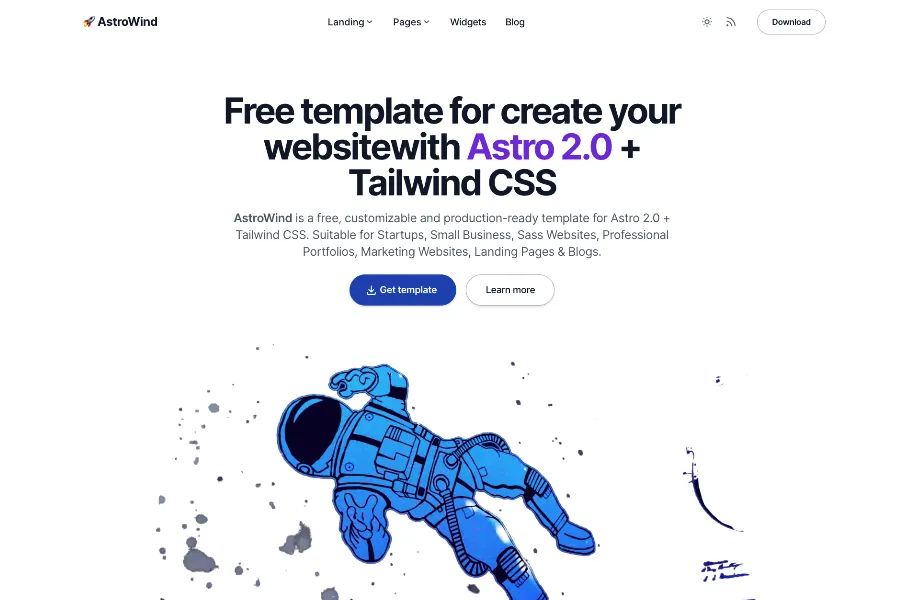 AstroWind
Landing Pages Widgets Blog
Download
Free template for create your
websitewith Astro 2.0 +
Tailwind CSS
AstroWind is a free, customizable and production-ready template for Astro 2.0 +
Tailwind CSS. Suitable for Startups, Small Business, Sass Websites, Professional
Portfolios, Marketing Websites, Landing Pages & Blogs.
Get template
Learn more